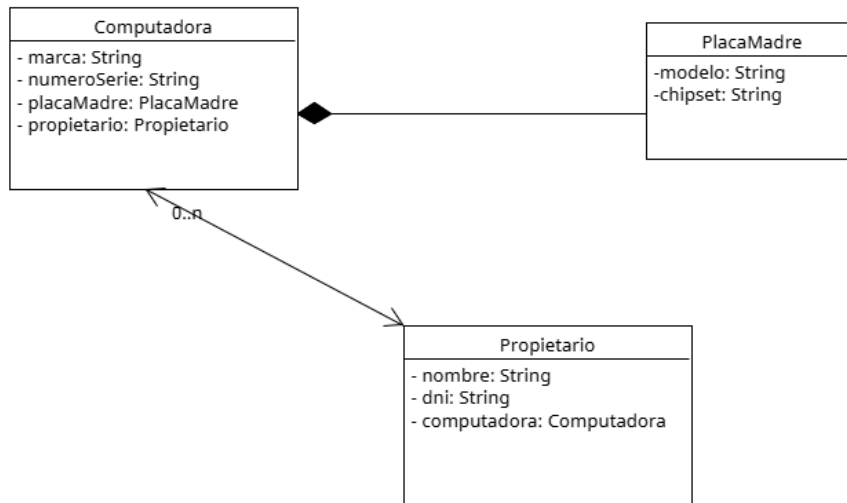 Computadora
- marca: String
- numeroSerie: String
- placaMadre: PlacaMadre
- propietario: Propietario
PlacaMadre
-modelo: String
-chipset: String
0..n
Propietario
- nombre: String
- dni: String
- computadora: Computadora